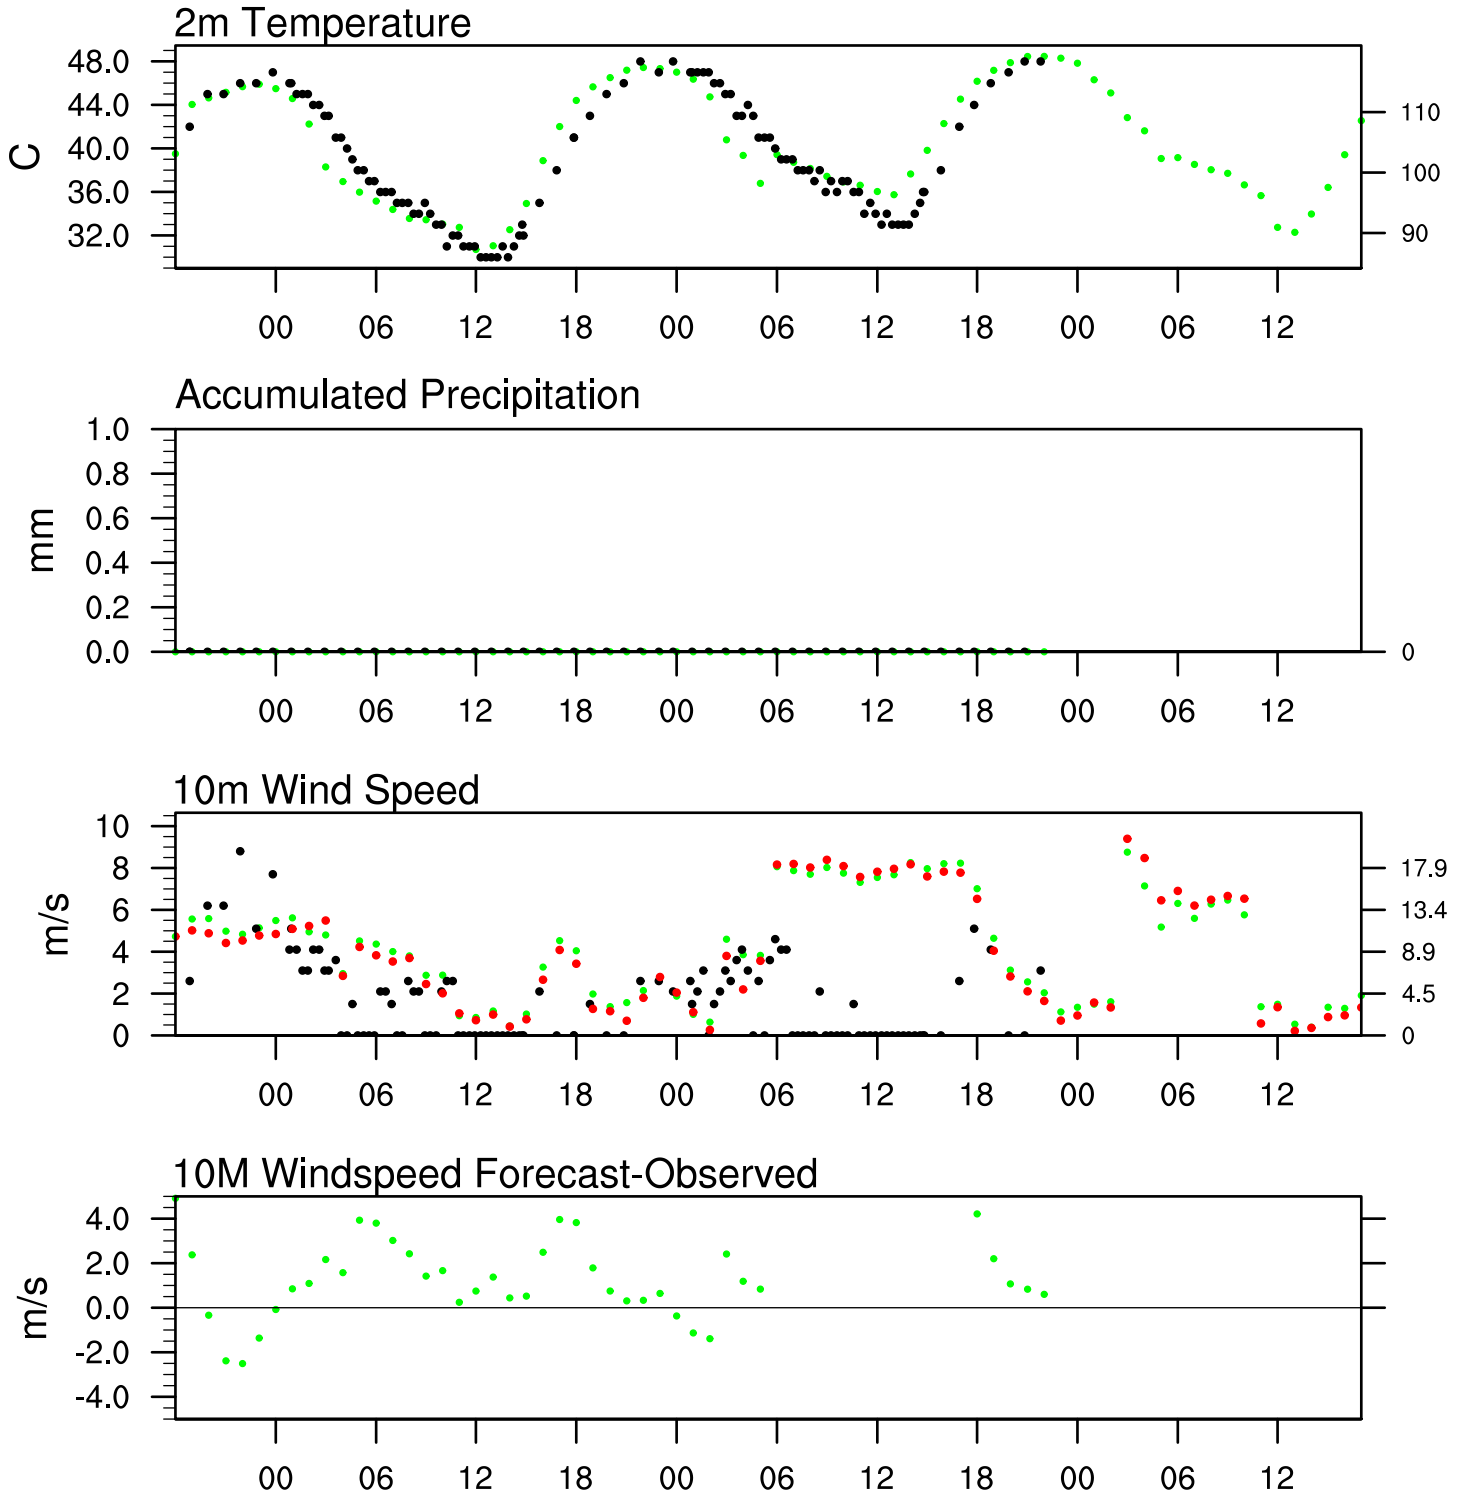 2m Temperature
48.0
44.0
40.0
36.0
32.0
C
110
100
90
00 06 12 18 00 06 12 18 00 06 12
Accumulated Precipitation
1.0
0.8
0.6
0.4
0.2
0.0
mm
0
00 06 12 18 00 06 12 18 00 06 12
10m Wind Speed
10
8
6
4
2
0
m/s
17.9
13.4
8.9
4.5
0
00 06 12 18 00 06 12 18 00 06 12
10M Windspeed Forecast-Observed
4.0
2.0
0.0
-2.0
-4.0
m/s
00 06 12 18 00 06 12 18 00 06 12